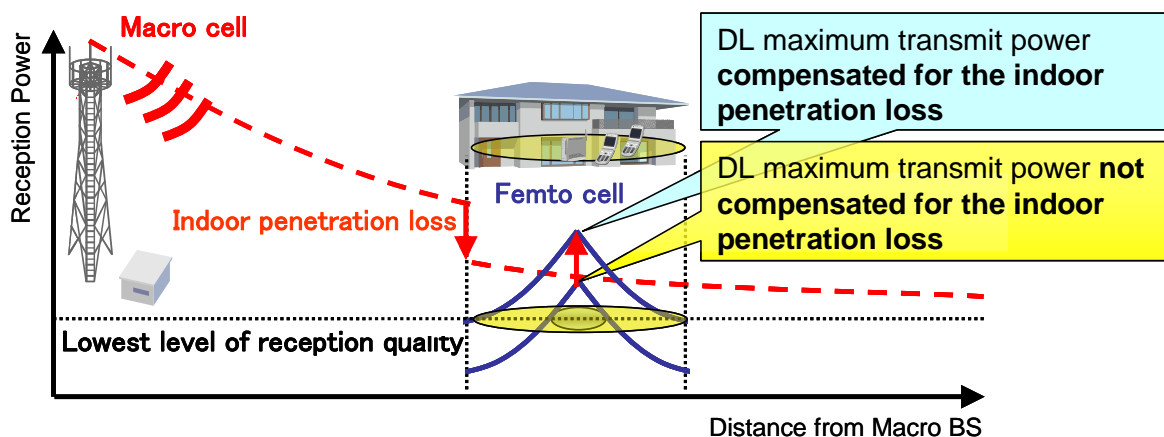 Macro cell
DL maximum transmit power
compensated for the indoor
penetration loss
Reception Power
DL maximum transmit power not
compensated for the indoor
penetration loss
Femto cell
Indoor penetration loss
Lowest level of reception quality
Distance from Macro BS